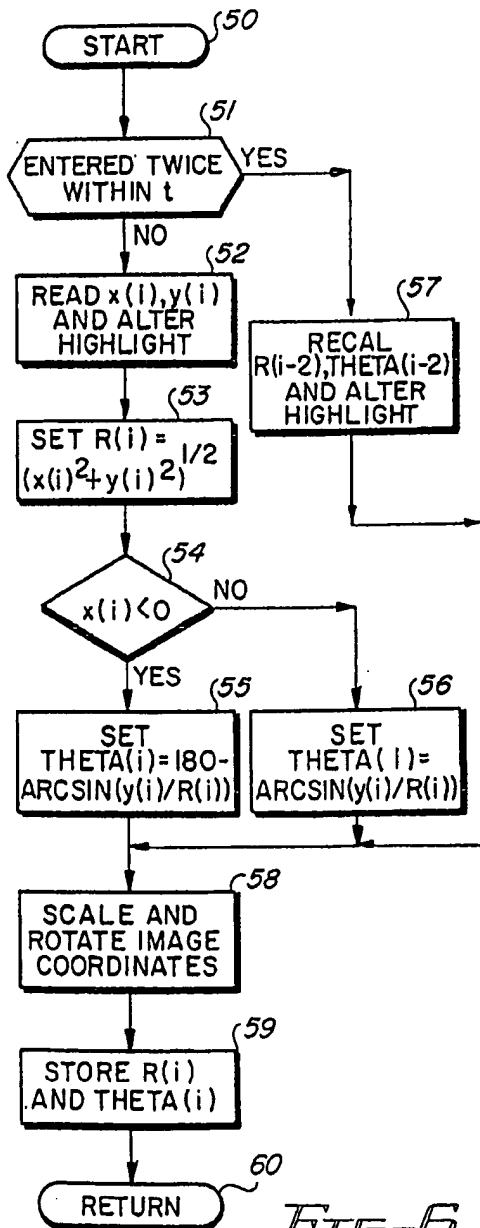 50
START
51
ENTERED TWICE
WITHIN t
YES
NO
52
READ x(i),y(i)
AND ALTER
HIGHLIGHT
57
RECAL
R(i-2),THETA(i-2)
AND ALTER
HIGHLIGHT
53
SET R(i)=
(x(i)²+y(i)²)^1/2
54
x(i)<0
NO
YES
55
SET
THETA(i)=180-
ARCSIN(y(i)/R(i))
56
SET
THETA(i)=
ARCSIN(y(i)/R(i))
58
SCALE AND
ROTATE IMAGE
COORDINATES
59
STORE R(i)
AND THETA(i)
60
RETURN
FIG-6